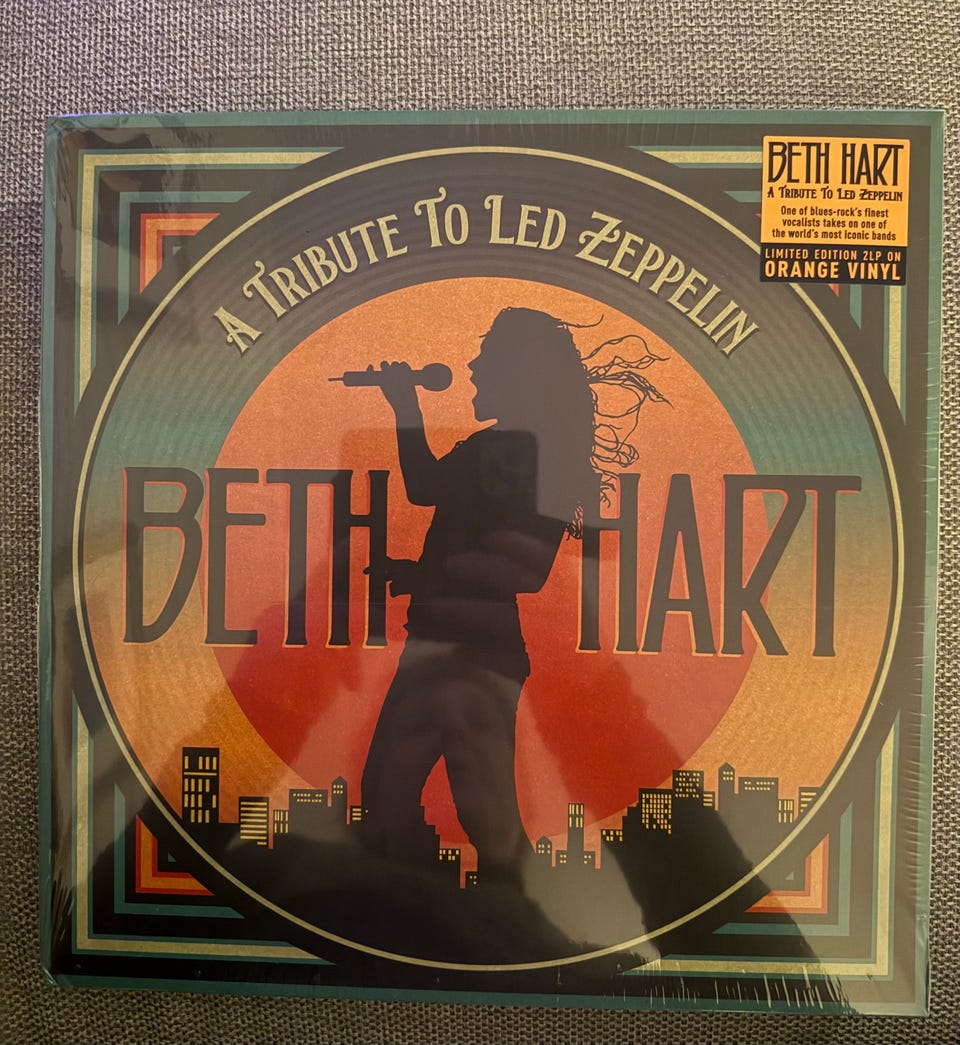 A TRIBUTE TO LED ZEPPELIN
BETH HART
BETH HART
A TRIBUTE TO LED ZEPPELIN
One of blues-rock's finest
vocalists takes on one of
the world's most iconic bands
LIMITED EDITION 2LP ON
ORANGE VINYL